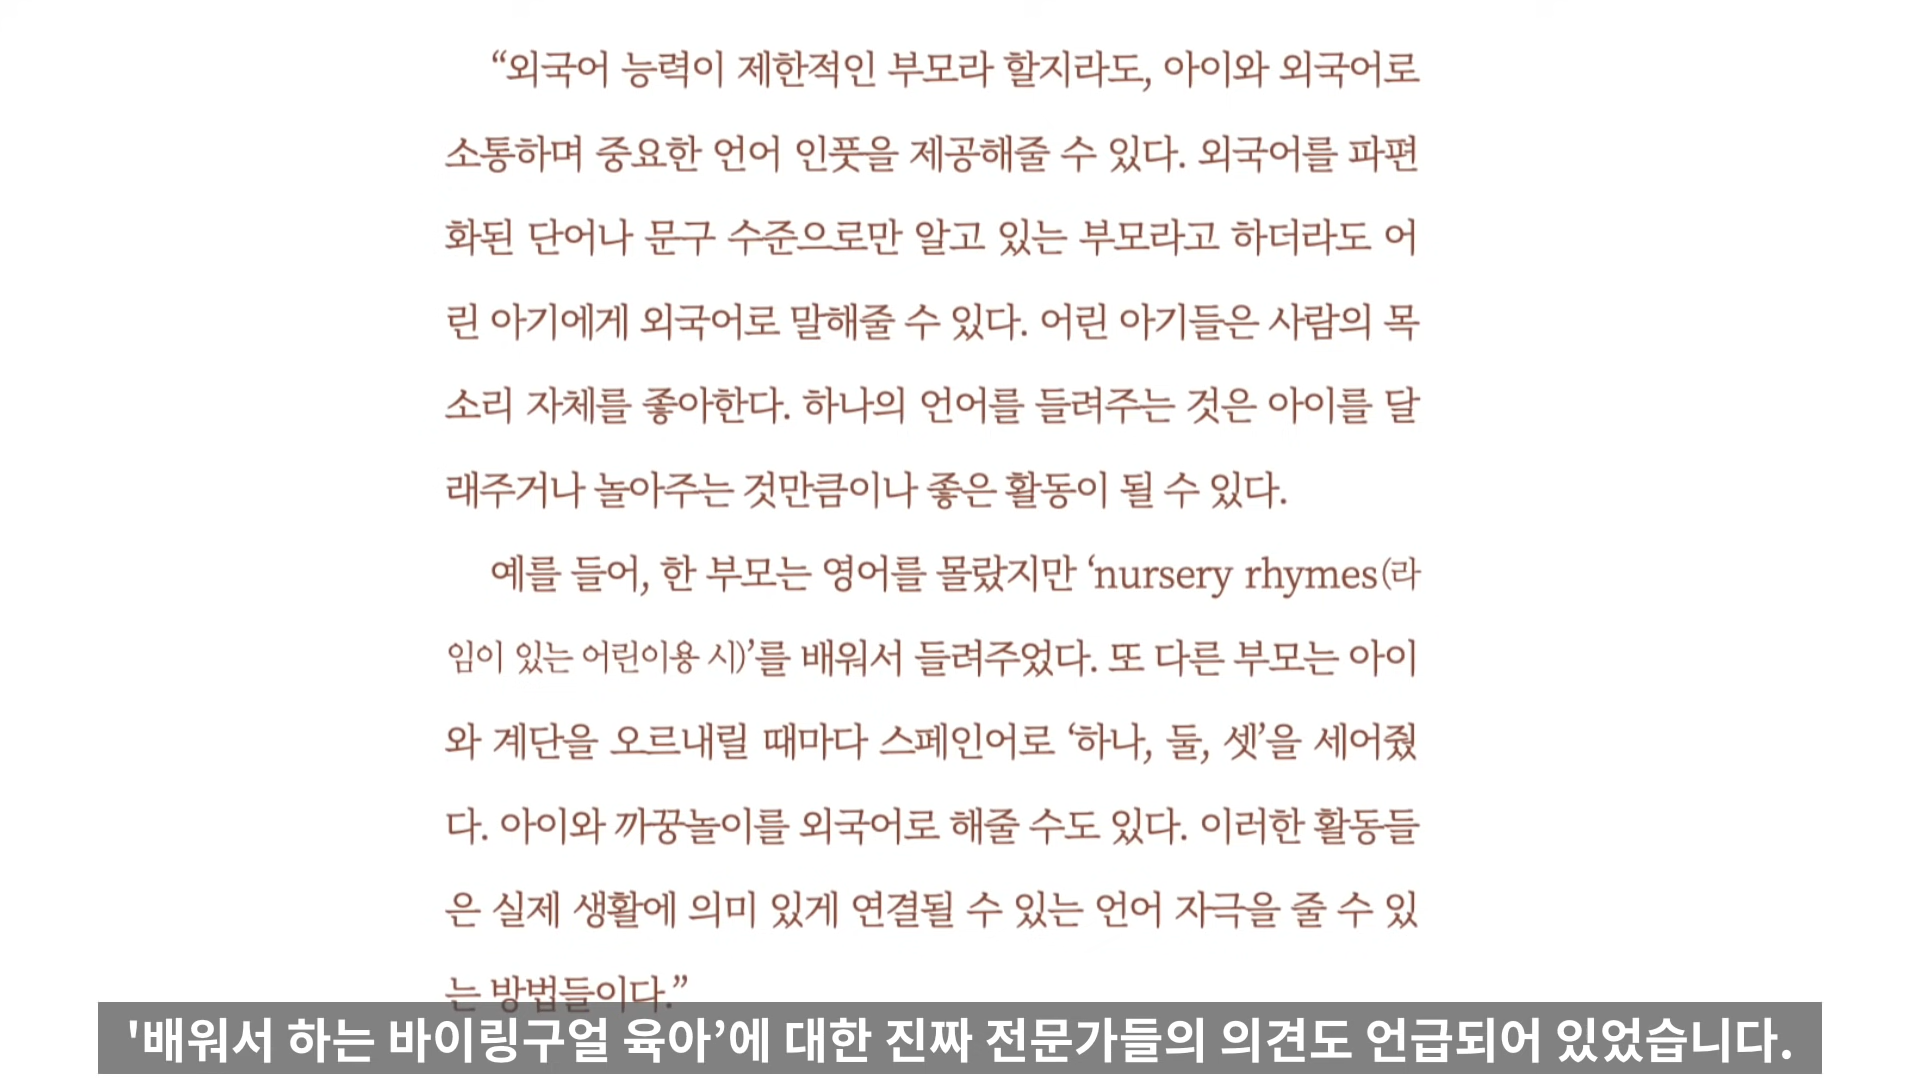 “외국어 능력이 제한적인 부모라 할지라도, 아이와 외국어로
소통하며 중요한 언어 인풋을 제공해줄 수 있다. 외국어를 파편
화된 단어나 문구 수준으로만 알고 있는 부모라고 하더라도 어
린 아기에게 외국어로 말해줄 수 있다. 어린 아기들은 사람의 목
소리 자체를 좋아한다. 하나의 언어를 들려주는 것은 아이를 달
래주거나 놀아주는 것만큼이나 좋은 활동이 될 수 있다.
예를 들어, 한 부모는 영어를 몰랐지만 ‘nursery rhymes(라
임이 있는 어린이용 시)’를 배워서 들려주었다. 또 다른 부모는 아이
와 계단을 오르내릴 때마다 스페인어로 ‘하나, 둘, 셋’을 세어줬
다. 아이와 까꿍놀이를 외국어로 해줄 수도 있다. 이러한 활동들
은 실제 생활에 의미 있게 연결될 수 있는 언어 자극을 줄 수 있
는 방법들이다.”
'배워서 하는 바이링구얼 육아’에 대한 진짜 전문가들의 의견도 언급되어 있었습니다.